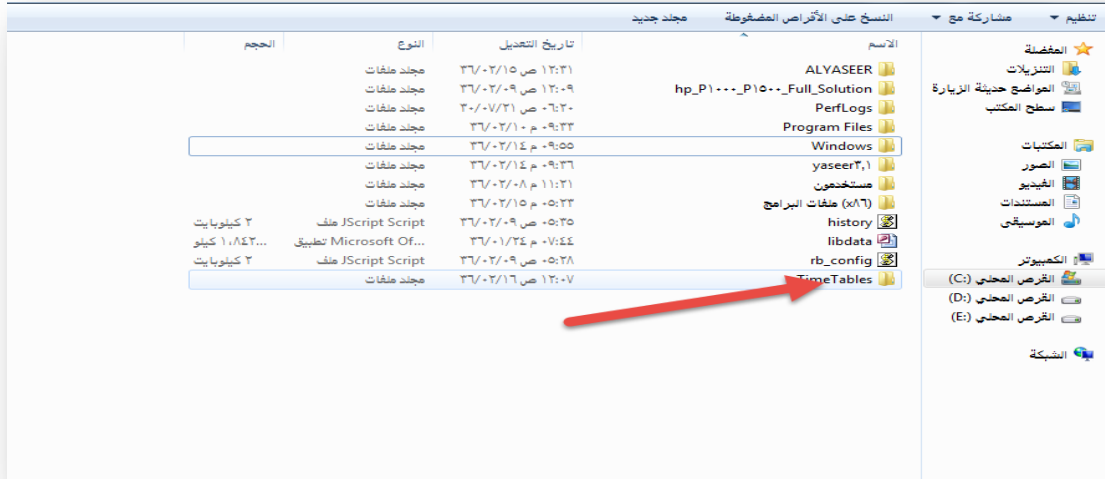 تنظيم مشاركة مع النسخ على الأقراص المضغوطة مجلد جديد
المفضلة
التنزيلات
المواضع حديثة الزيارة
سطح المكتب
المكتبات
الصور
الفيديو
المستندات
الموسيقى
الكمبيوتر
القرص المحلي (C:)
القرص المحلي (D:)
القرص المحلي (E:)
الشبكة
الاسم تاريخ التعديل النوع الحجم
ALYASEER ٣٦/٠٢/١٥ ١٢:٣١ ص مجلد ملفات
hp_P١٠٠٠_P١٥٠٠_Full_Solution ٣٦/٠٢/٠٩ ١٢:٠٩ ص مجلد ملفات
PerfLogs ٣٠/٠٧/٢١ ٠٦:٢٠ ص مجلد ملفات
Program Files ٣٦/٠٢/١٠ ٠٩:٣٣ م مجلد ملفات
Windows ٣٦/٠٢/١٤ ٠٩:٥٥ م مجلد ملفات
yaseer٣,١ ٣٦/٠٢/١٤ ٠٩:٣٦ م مجلد ملفات
مستخدمون ٣٦/٠٢/٠٨ ١١:٢١ م مجلد ملفات
ملفات البرامج (x٨٦) ٣٦/٠٢/١٥ ٠٥:٢٣ م مجلد ملفات
history ٣٦/٠٢/٠٩ ٠٥:٣٥ ص ملف JScript Script ٢ كيلوبايت
libdata ٣٦/٠١/٢٤ ٠٧:٤٤ م تطبيق Microsoft Of... ١٠,٨٤٢ كيلو...
rb_config ٣٦/٠٢/٠٩ ٠٥:٢٨ ص ملف JScript Script ٢ كيلوبايت
TimeTables ٣٦/٠٢/١٦ ١٢:٠٧ ص مجلد ملفات